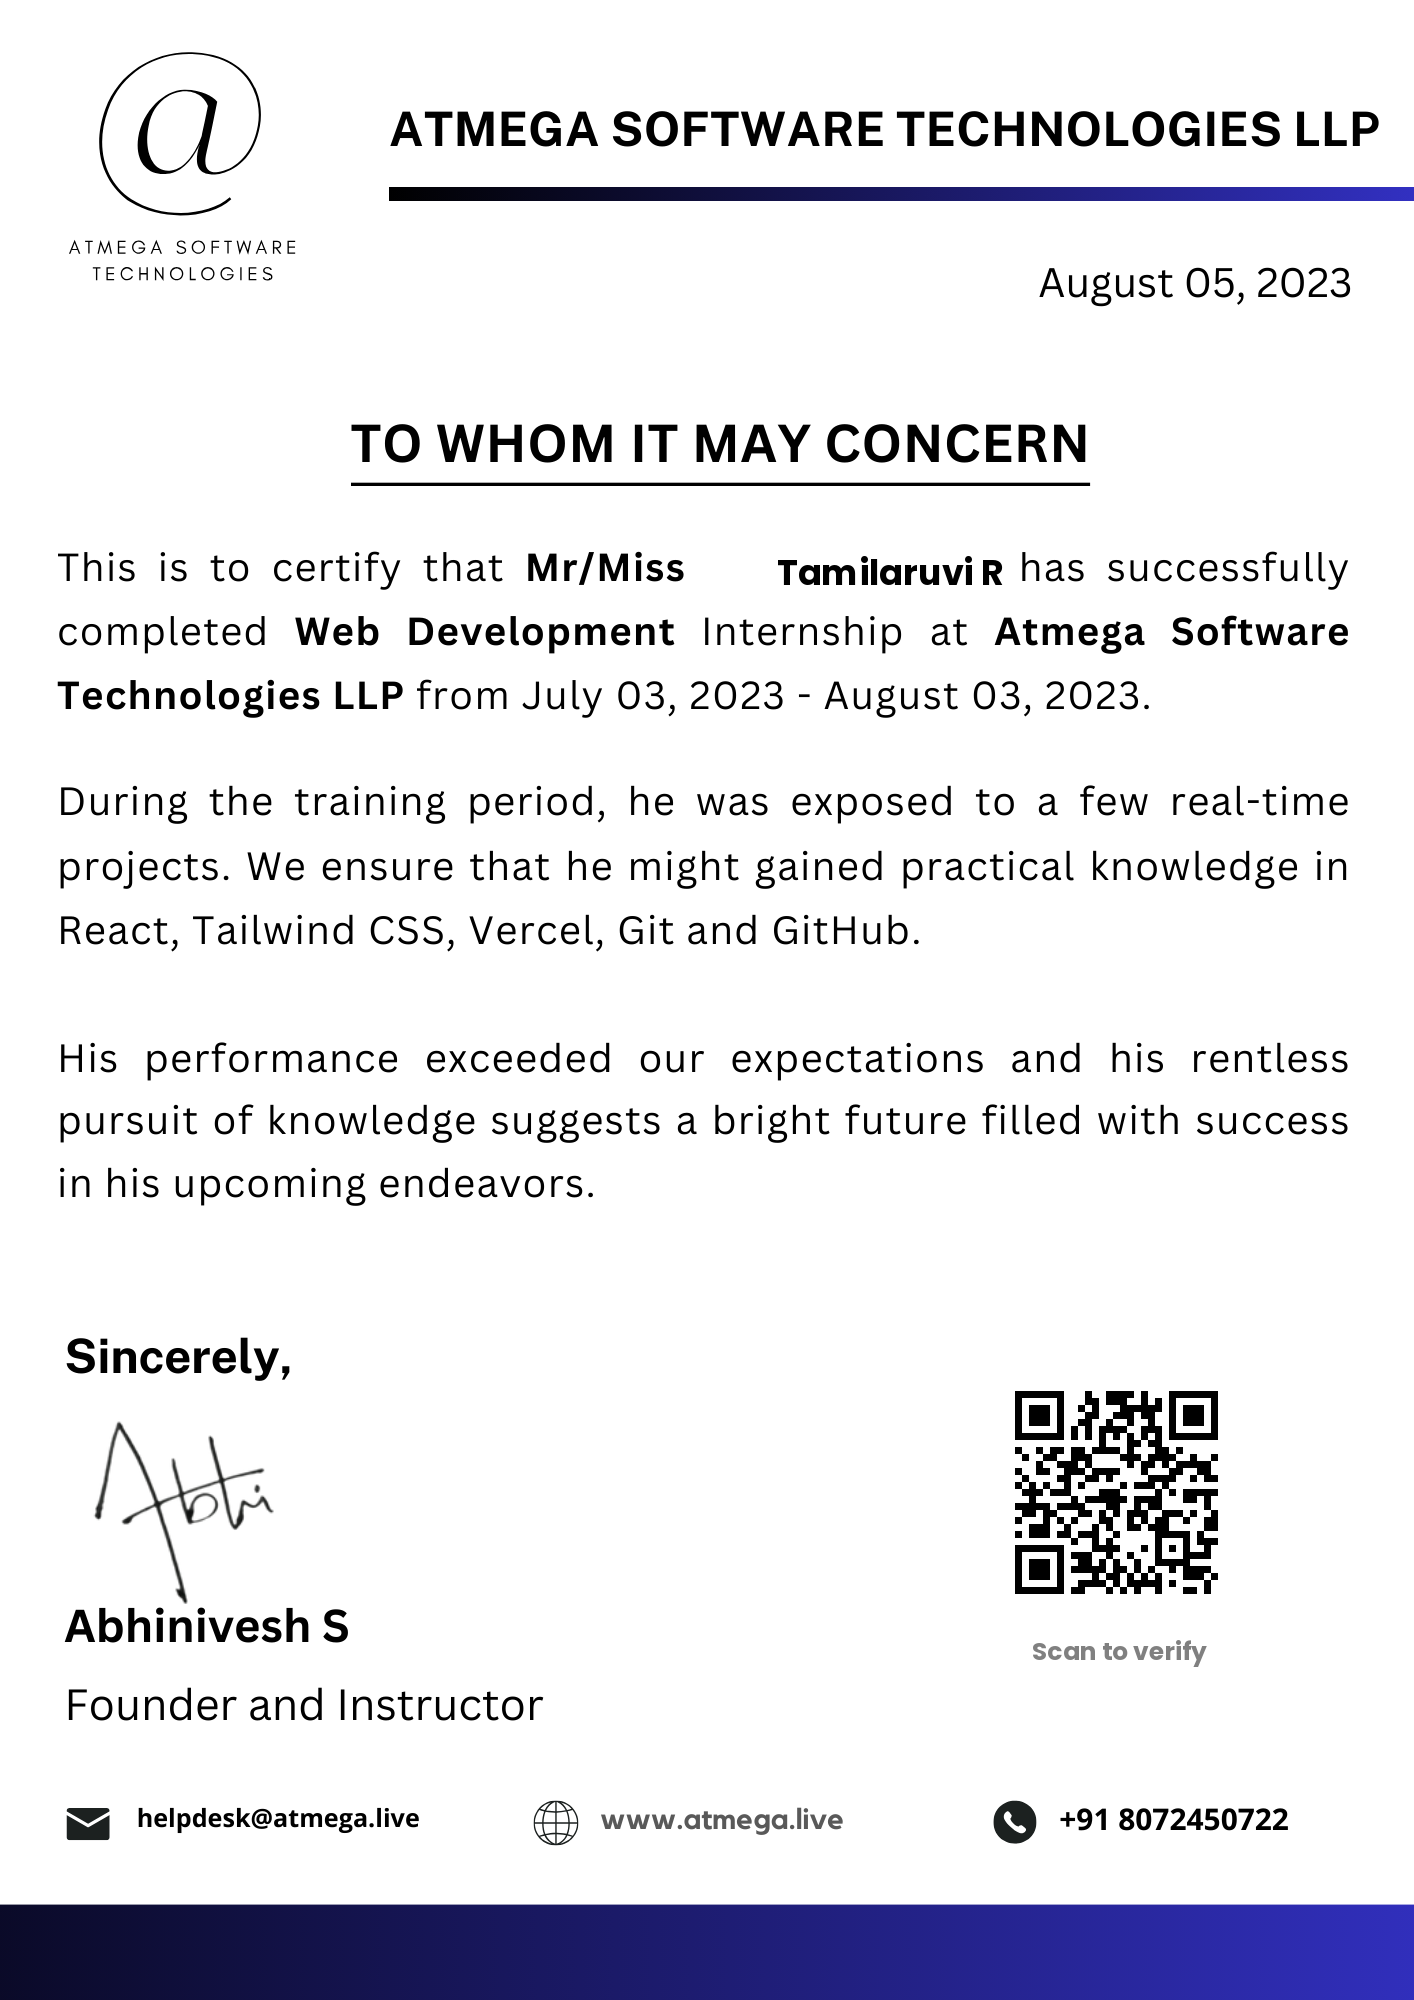 a
ATMEGA SOFTWARE
TECHNOLOGIES
ATMEGA SOFTWARE TECHNOLOGIES LLP
August 05, 2023
TO WHOM IT MAY CONCERN
This is to certify that Mr/Miss Tamilaruvi R has successfully
completed Web Development Internship at Atmega Software
Technologies LLP from July 03, 2023 - August 03, 2023.
During the training period, he was exposed to a few real-time
projects. We ensure that he might gained practical knowledge in
React, Tailwind CSS, Vercel, Git and GitHub.
His performance exceeded our expectations and his rentless
pursuit of knowledge suggests a bright future filled with success
in his upcoming endeavors.
Sincerely,
Abhi
Abhinivesh S
Founder and Instructor
Scan to verify
helpdesk@atmega.live
www.atmega.live
+91 8072450722